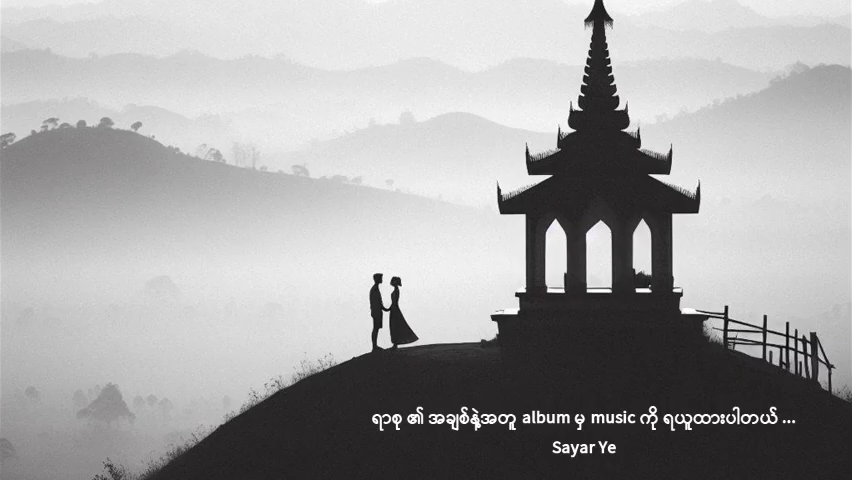 ရာစု ၏ အချစ်နဲ့အတူ album မှ music ကို ရယူထားပါတယ် ...
Sayar Ye